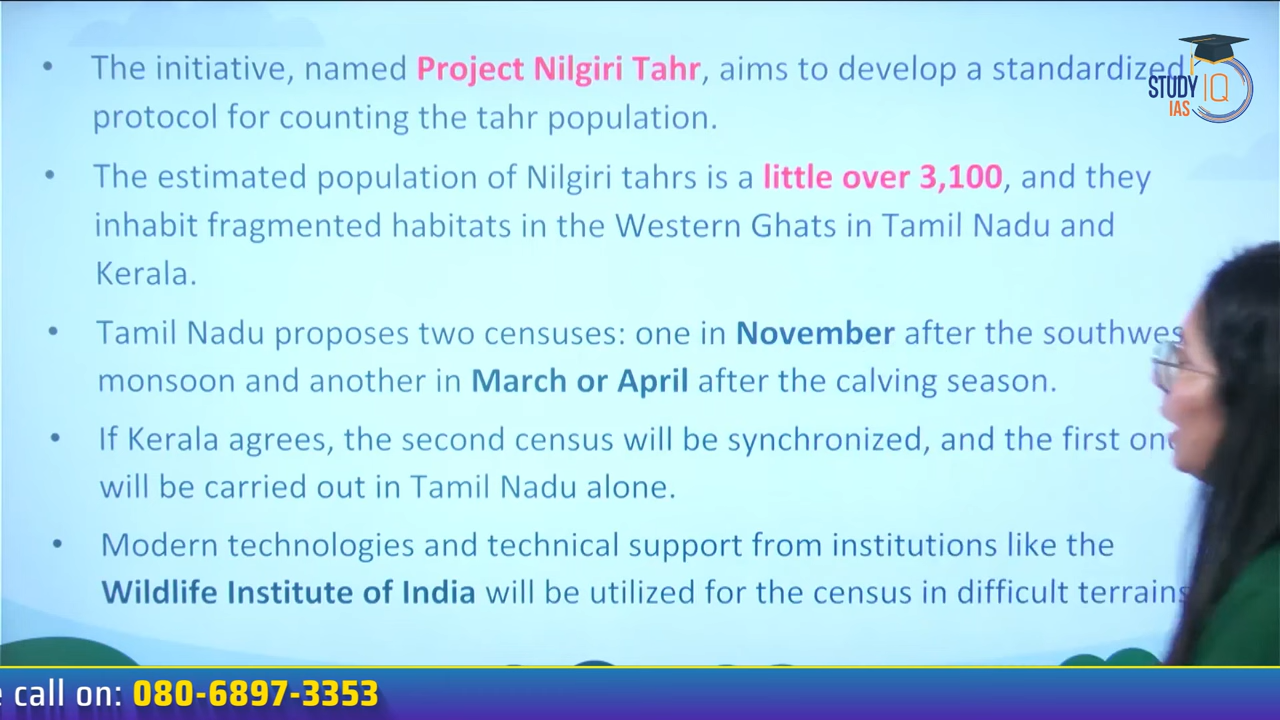 • The initiative, named Project Nilgiri Tahr, aims to develop a standardized
protocol for counting the tahr population.
• The estimated population of Nilgiri tahrs is a little over 3,100, and they
inhabit fragmented habitats in the Western Ghats in Tamil Nadu and
Kerala.
• Tamil Nadu proposes two censuses: one in November after the southwes
monsoon and another in March or April after the calving season.
• If Kerala agrees, the second census will be synchronized, and the first one
will be carried out in Tamil Nadu alone.
• Modern technologies and technical support from institutions like the
Wildlife Institute of India will be utilized for the census in difficult terrains
STUDY IQ
IAS
call on: 080-6897-3353